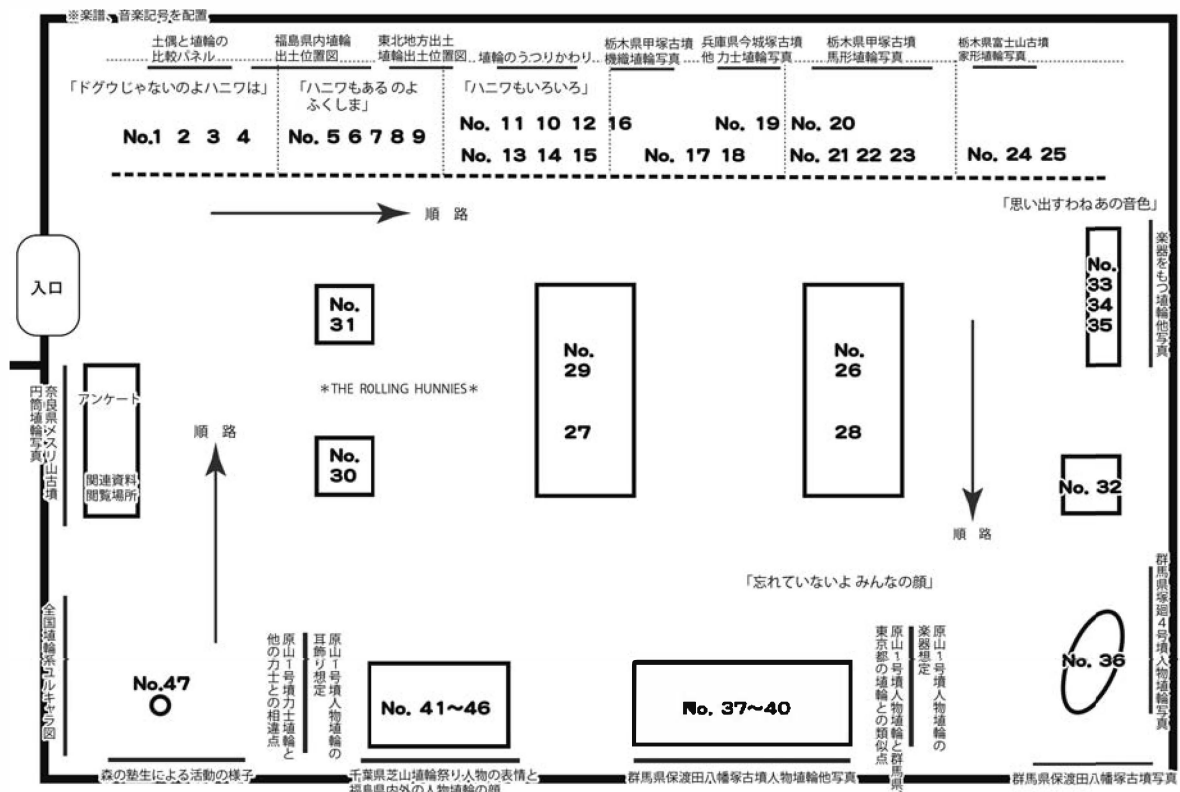 ※楽譜、音楽記号を配置
土偶と埴輪の
比較パネル
福島県内埴輪
出土位置図
東北地方出土
埴輪出土位置図
埴輪のうつりかわり
栃木県甲塚古墳
機織埴輪写真
兵庫県今城塚古墳
他 力士埴輪写真
栃木県甲塚古墳
馬形埴輪写真
栃木県富士山古墳
家形埴輪写真
「ドグウじゃないのよハニワは」
「ハニワもある のよ
ふくしま」
「ハニワもいろいろ」
No.1 2 3 4
No. 5 6 7 8 9
No. 11 10 12 16
No. 13 14 15
No. 17 18
No. 19
No. 20
No. 21 22 23
No. 24 25
順 路
「思い出すわね あの音色」
入口
No.
31
No.
29
27
No.
26
28
No.
33
34
35
楽器をもつ埴輪他写真
＊THE ROLLING HUNNIES＊
アンケート
関連資料
閲覧場所
奈良県メスリ山古墳
円筒埴輪写真
順 路
No.
30
No. 32
順 路
「忘れていないよ みんなの顔」
群馬県塚廻4号墳人物埴輪写真
No. 36
全国埴輪系ユルキャラ図
No.47
原山1号墳人物埴輪の
耳飾り想定
原山1号墳力士埴輪と
他の力士との相違点
No. 41～46
No. 37～40
原山1号墳人物埴輪の
楽器想定
原山1号墳人物埴輪と群馬県、
東京都の埴輪との類似点
森の塾生による活動の様子
千葉県芝山埴輪祭り・人物の表情と
福島県内外の人物埴輪の顔
群馬県保渡田八幡塚古墳人物埴輪他写真
群馬県保渡田八幡塚古墳写真